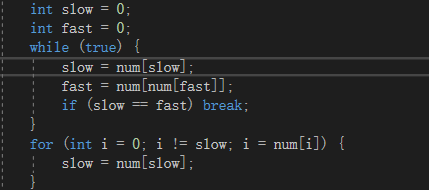 int slow = 0;
int fast = 0;
while (true) {
slow = num[slow];
fast = num[num[fast]];
if (slow == fast) break;
}
for (int i = 0; i != slow; i = num[i]) {
slow = num[slow];
}